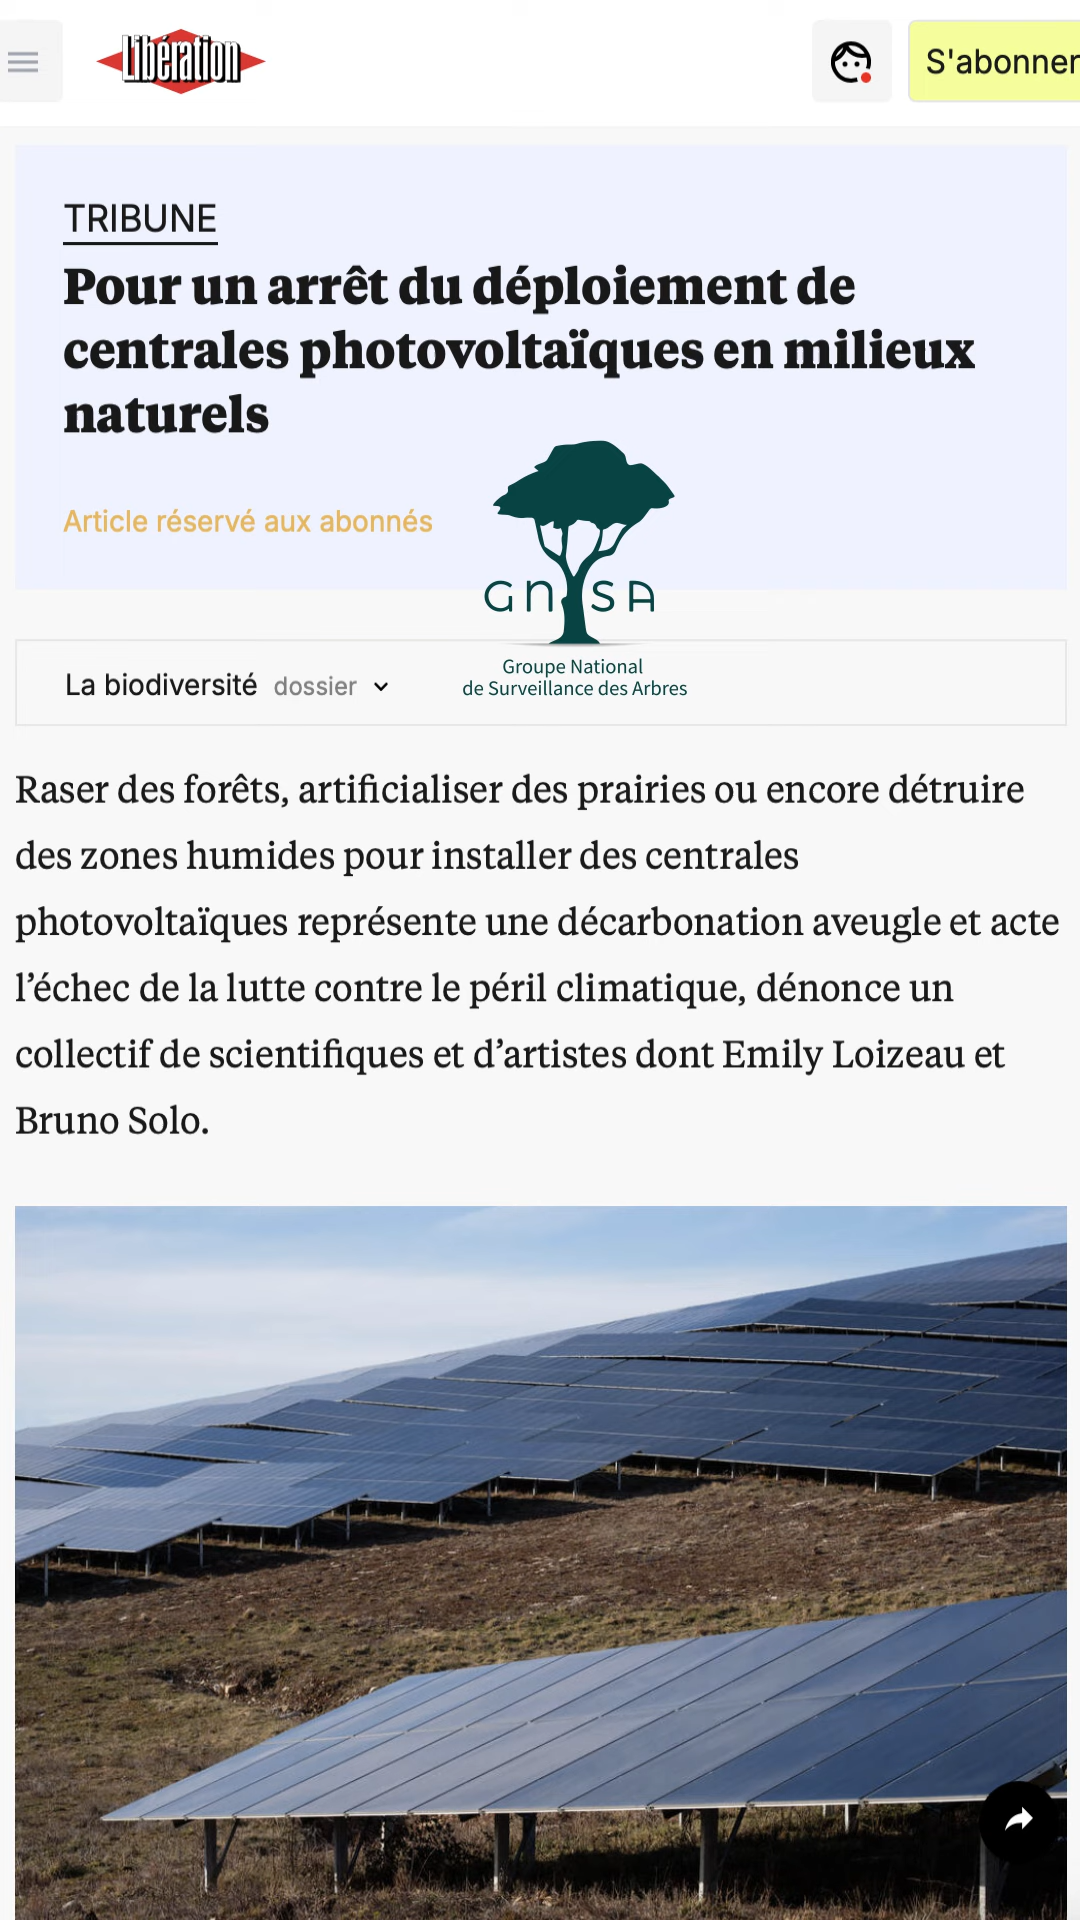 Libération
S'abonner
TRIBUNE
Pour un arrêt du déploiement de
centrales photovoltaïques en milieux
naturels
Article réservé aux abonnés
GNSA
Groupe National
de Surveillance des Arbres
La biodiversité dossier
Raser des forêts, artificialiser des prairies ou encore détruire
des zones humides pour installer des centrales
photovoltaïques représente une décarbonation aveugle et acte
l’échec de la lutte contre le péril climatique, dénonce un
collectif de scientifiques et d’artistes dont Emily Loizeau et
Bruno Solo.